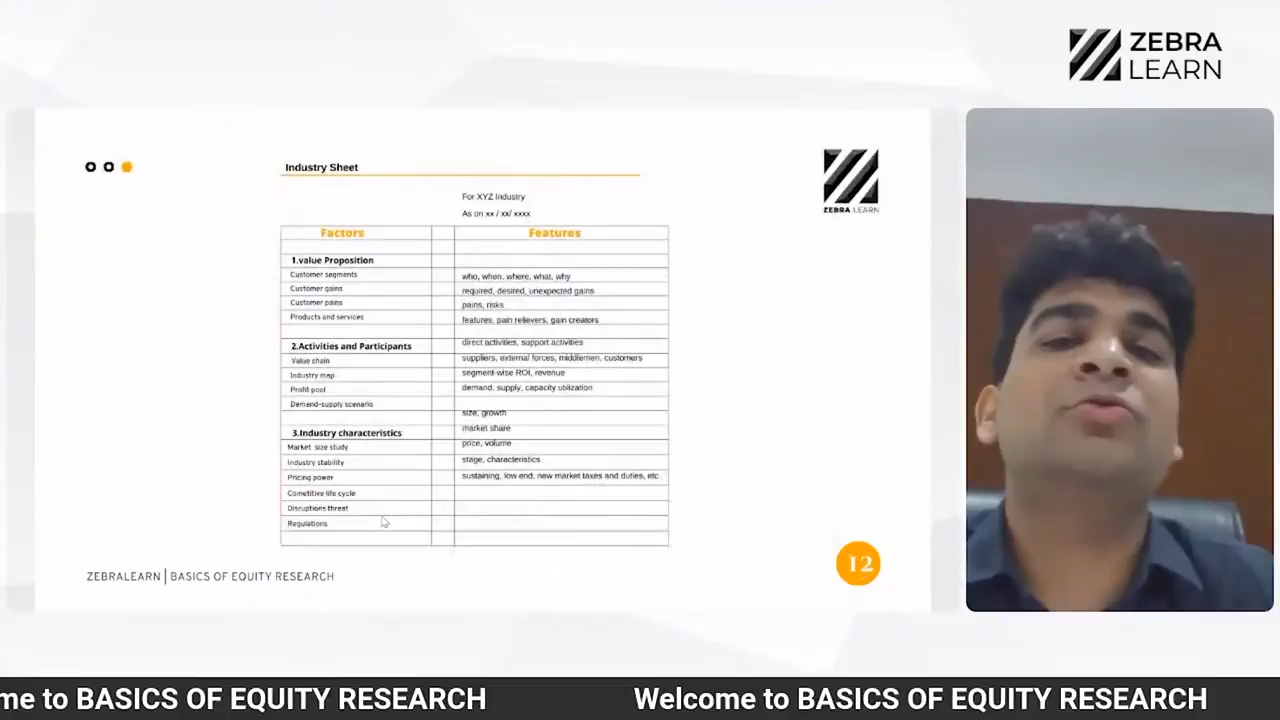 ZEBRA
LEARN
Industry Sheet
ZEBRA LEARN
For XYZ Industry
As on xx / xx/ xxxx
Factors Features
1.value Proposition
Customer segments who, when, where, what, why
Customer gains required, desired, unexpected gains
Customer pains pains, risks
Products and services features, pain relievers, gain creators
2.Activities and Participants direct activities, support activities
Value chain suppliers, external forces, middlemen, customers
Industry map segment-wise ROI, revenue
Profit pool demand, supply, capacity utilization
Demand-supply scenario
size, growth
3.Industry characteristics market share
Market size study price, volume
Industry stability stage, characteristics
Pricing power sustaining, low end, new market taxes and duties, etc
Cometitive life cycle
Disruptions threat
Regulations
12
ZEBRALEARN | BASICS OF EQUITY RESEARCH
me to BASICS OF EQUITY RESEARCH Welcome to BASICS OF EQUITY RESEARCH